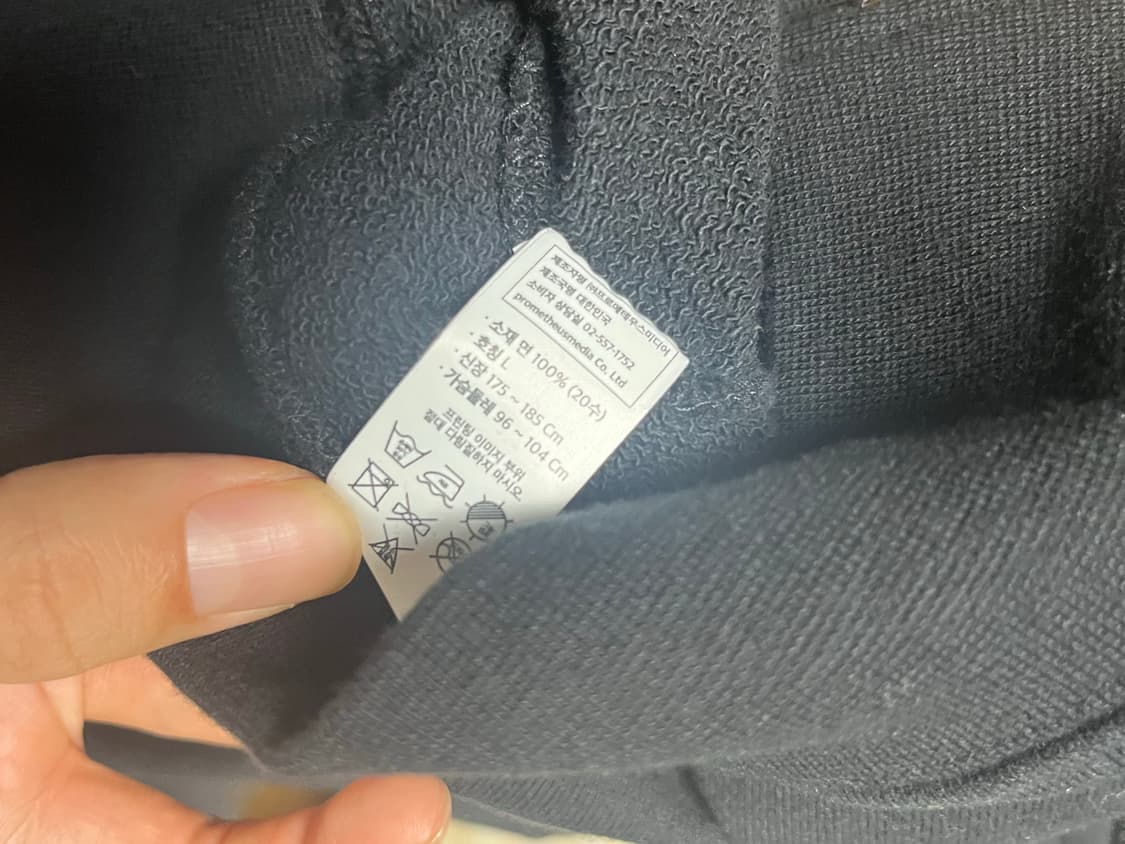 제조자명 ㈜프로메테우스미디어
제조국명 대한민국
소비자 상담실 02-557-1752
prometheusmedia Co. Ltd
· 소재 면 100% (20수)
· 호칭 L
· 신장 175 ~ 185 Cm
· 가슴둘레 96 ~ 104 Cm
프린팅 이미지 부위
절대 다림질하지 마시오.